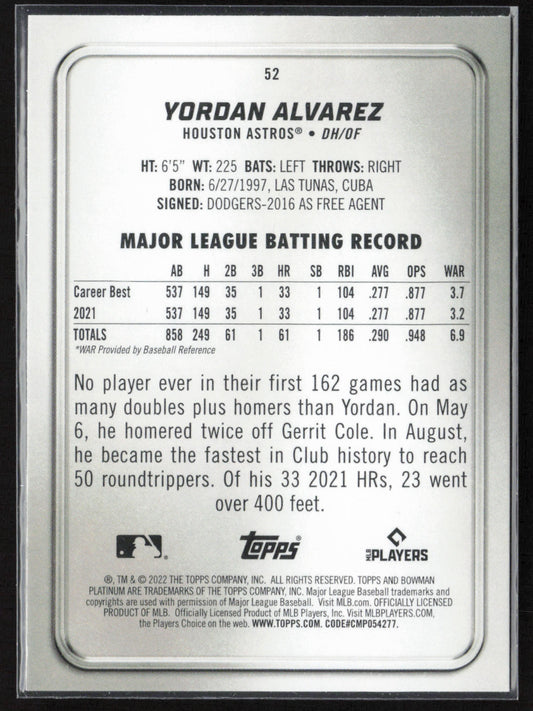 52
YORDAN ALVAREZ
HOUSTON ASTROS® • DH/OF
HT: 6'5" WT: 225 BATS: LEFT THROWS: RIGHT
BORN: 6/27/1997, LAS TUNAS, CUBA
SIGNED: DODGERS-2016 AS FREE AGENT
MAJOR LEAGUE BATTING RECORD
AB H 2B 3B HR SB RBI AVG OPS WAR
Career Best 537 149 35 1 33 1 104 .277 .877 3.7
2021 537 149 35 1 33 1 104 .277 .877 3.2
TOTALS 858 249 61 1 61 1 186 .290 .948 6.9
*WAR Provided by Baseball Reference
No player ever in their first 162 games had as
many doubles plus homers than Yordan. On May
6, he homered twice off Gerrit Cole. In August,
he became the fastest in Club history to reach
50 roundtrippers. Of his 33 2021 HRs, 23 went
over 400 feet.
Topps® MLB PLAYERS
®, TM & © 2022 THE TOPPS COMPANY, INC. ALL RIGHTS RESERVED. TOPPS AND BOWMAN
PLATINUM ARE TRADEMARKS OF THE TOPPS COMPANY, INC. Major League Baseball trademarks and
copyrights are used with permission of Major League Baseball. Visit MLB.com. OFFICIALLY LICENSED
PRODUCT OF MLB. Officially Licensed Product of MLB Players, Inc. Visit MLBPLAYERS.COM,
the Players Choice on the web. WWW.TOPPS.COM. CODE#CMP054277.